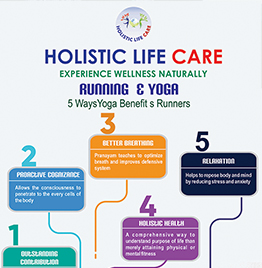 HOLISTIC LIFE CARE
HOLISTIC LIFE CARE
EXPERIENCE WELLNESS NATURALLY
RUNNING & YOGA
5 WaysYoga Benefit s Runners
1
OUTSTANDING
CONTRIBUTION
2
PROACTIVE COGNIZANCE
Allows the consciousness to
penetrate to the every cells of
the body
3
BETTER BREATHING
Pranayam teaches to optimize
breath and improves defensive
system
4
HOLISTIC HEALTH
A comprehensive way to
understand purpose of life than
merely attaining physical or
mental fitness
5
RELAXATION
Helps to repose body and mind
by reducing stress and anxiety